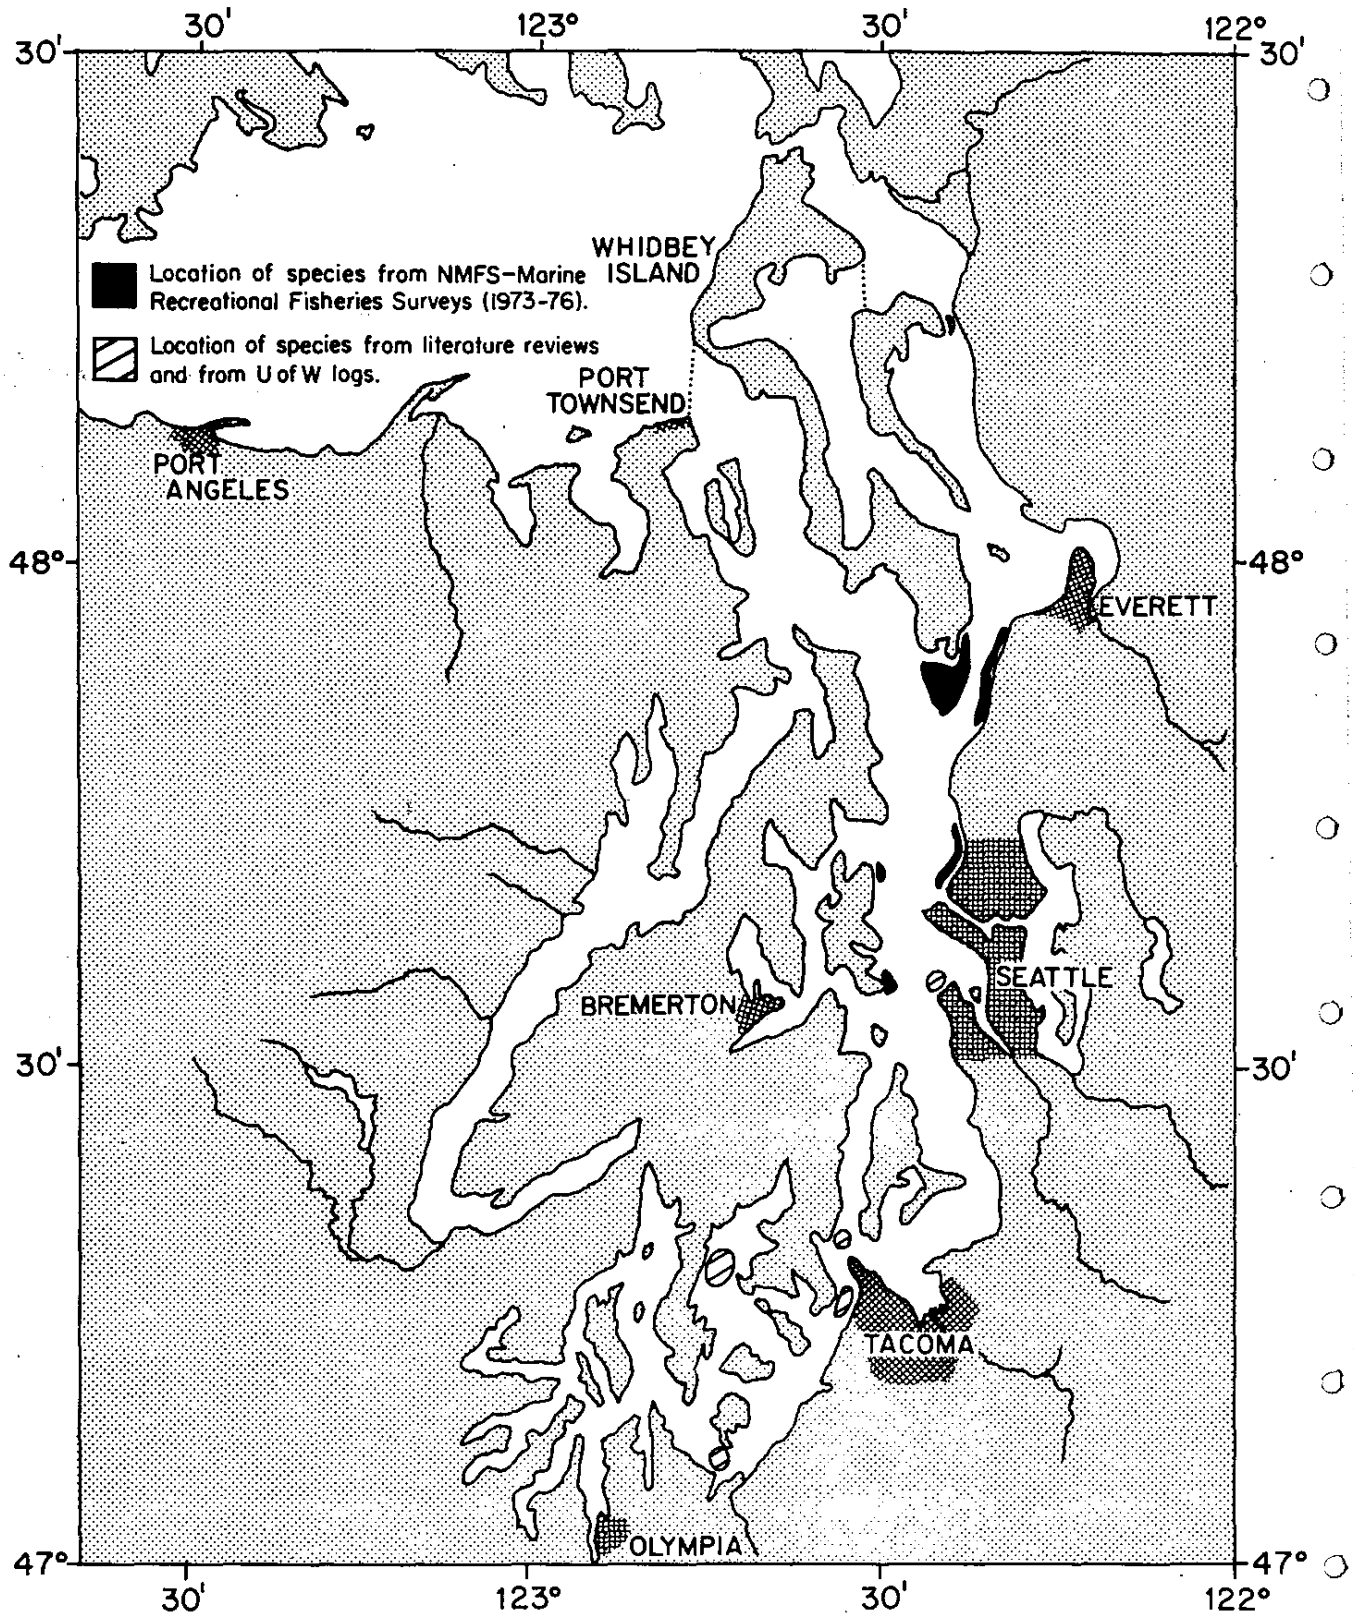 30' 123° 30' 122°
30' 30'
WHIDBEY
ISLAND
Location of species from NMFS-Marine
Recreational Fisheries Surveys (1973-76).
Location of species from literature reviews
and from U of W logs.
PORT
TOWNSEND
PORT
ANGELES
48° 48°
EVERETT
SEATTLE
BREMERTON
30' 30'
TACOMA
OLYMPIA
47° 47°
30' 123° 30' 122°